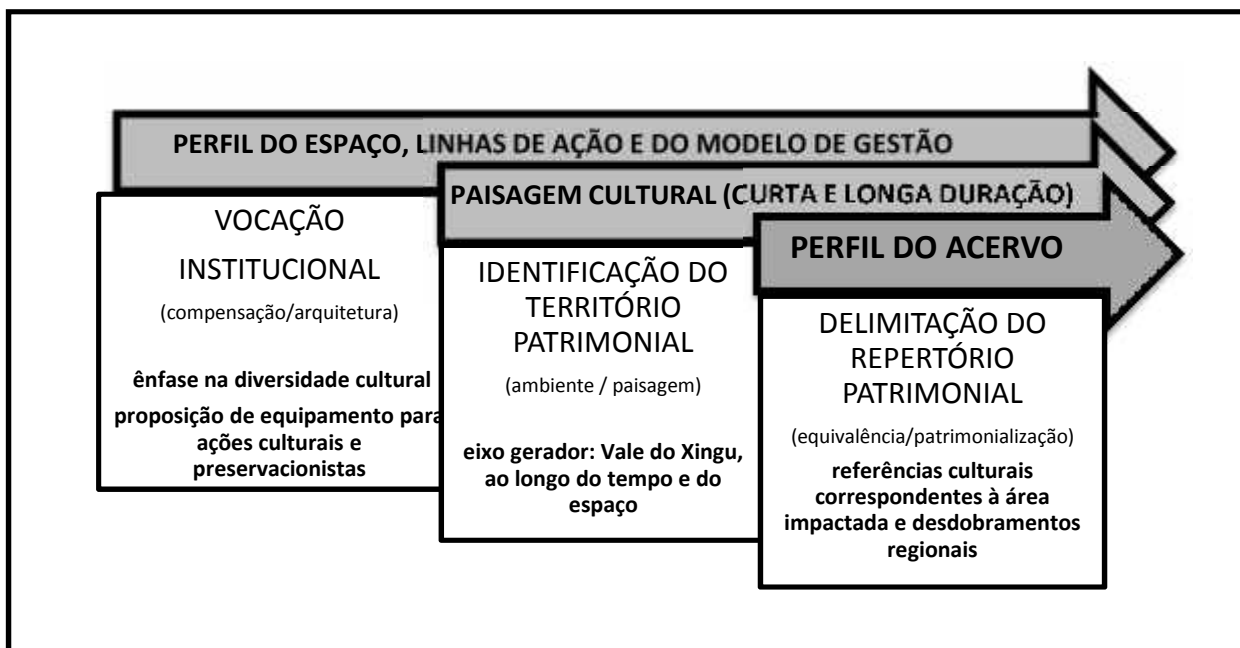 PERFIL DO ESPAÇO, LINHAS DE AÇÃO E DO MODELO DE GESTÃO
VOCAÇÃO
INSTITUCIONAL
(compensação/arquitetura)
ênfase na diversidade cultural
proposição de equipamento para
ações culturais e
preservacionistas
PAISAGEM CULTURAL (CURTA E LONGA DURAÇÃO)
IDENTIFICAÇÃO DO
TERRITÓRIO
PATRIMONIAL
(ambiente / paisagem)
eixo gerador: Vale do Xingu,
ao longo do tempo e do
espaço
PERFIL DO ACERVO
DELIMITAÇÃO DO
REPERTÓRIO
PATRIMONIAL
(equivalência/patrimonialização)
referências culturais
correspondentes à área
impactada e desdobramentos
regionais